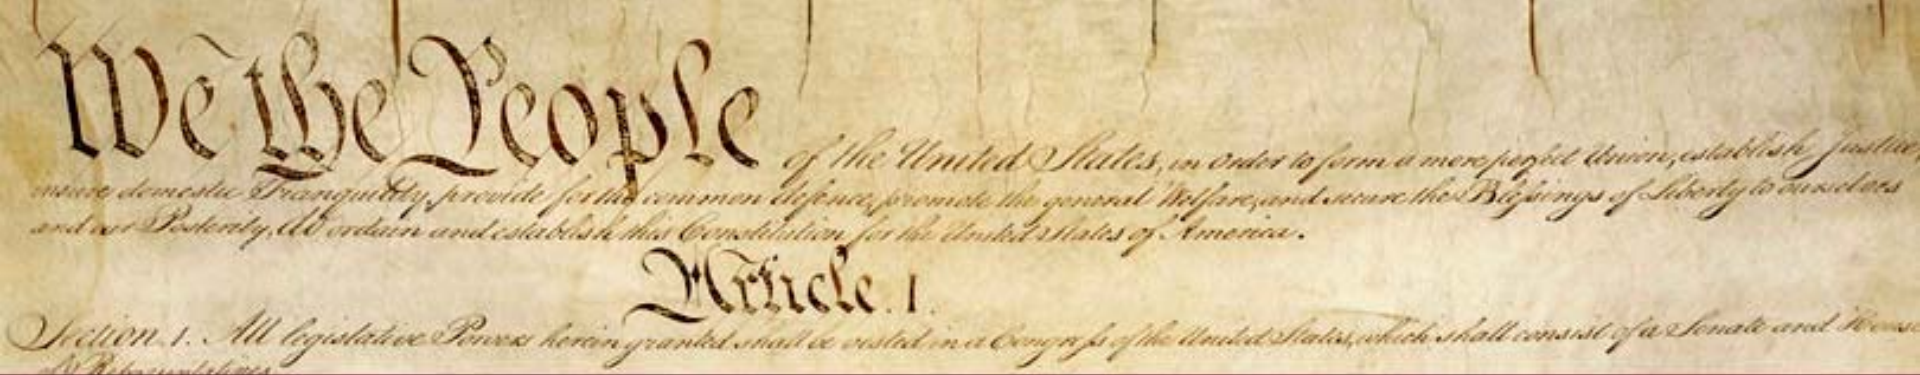 We the People of the United States, in Order to form a more perfect Union, establish Justice,
insure domestic Tranquility, provide for the common defence, promote the general Welfare, and secure the Blessings of Liberty to ourselves
and our Posterity, do ordain and establish this Constitution for the United States of America.
Article. I.
Section. 1. All legislative Powers herein granted shall be vested in a Congress of the United States, which shall consist of a Senate and House
of Representatives.